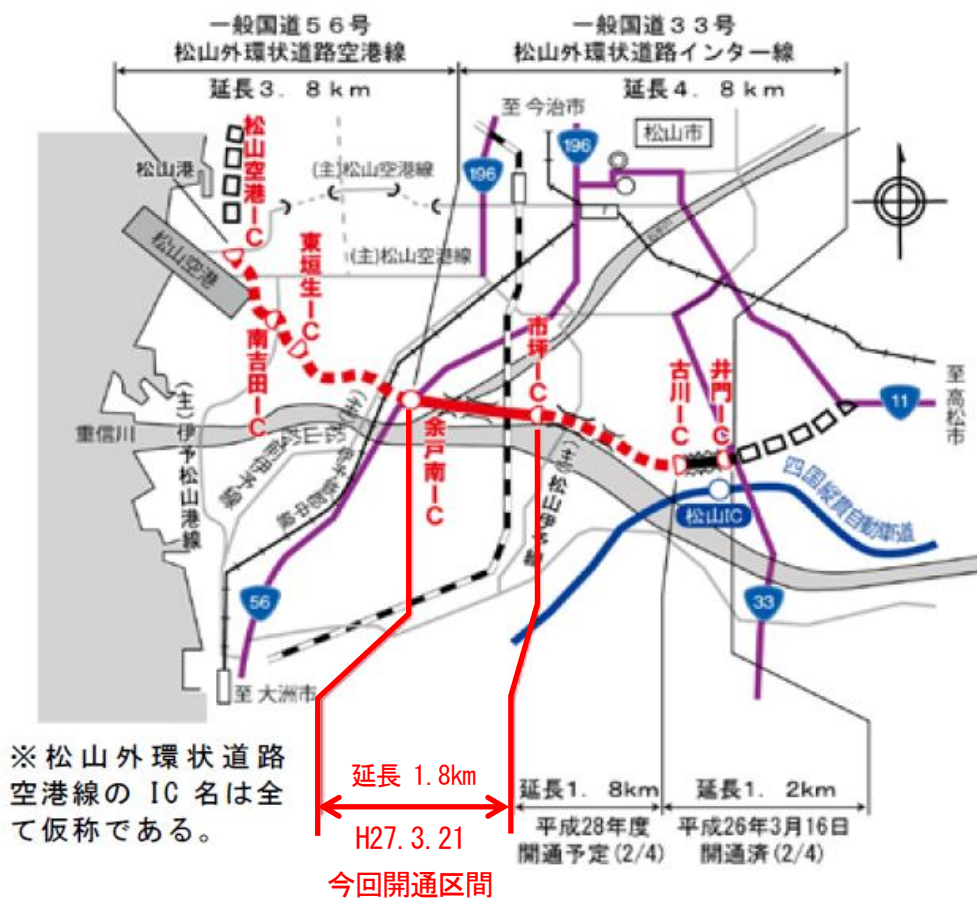 一般国道56号
松山外環状道路空港線
延長3.8km
一般国道33号
松山外環状道路インター線
延長4.8km
至 今治市
松山市
196
196
松山港
(主)松山空港線
(主)松山空港線
松山空港
松山空港IC
東垣生IC
南吉田IC
余戸南IC
市坪IC
古川IC
井門IC
至 高松市
11
重信川
(主)伊予松山港線
(主)松山伊予線
四国縦貫自動車道
松山IC
56
33
至 大洲市
※松山外環状道路
空港線の IC 名は全
て仮称である。
延長 1.8km
H27.3.21
今回開通区間
延長1.8km
平成28年度
開通予定(2/4)
延長1.2km
平成26年3月16日
開通済(2/4)